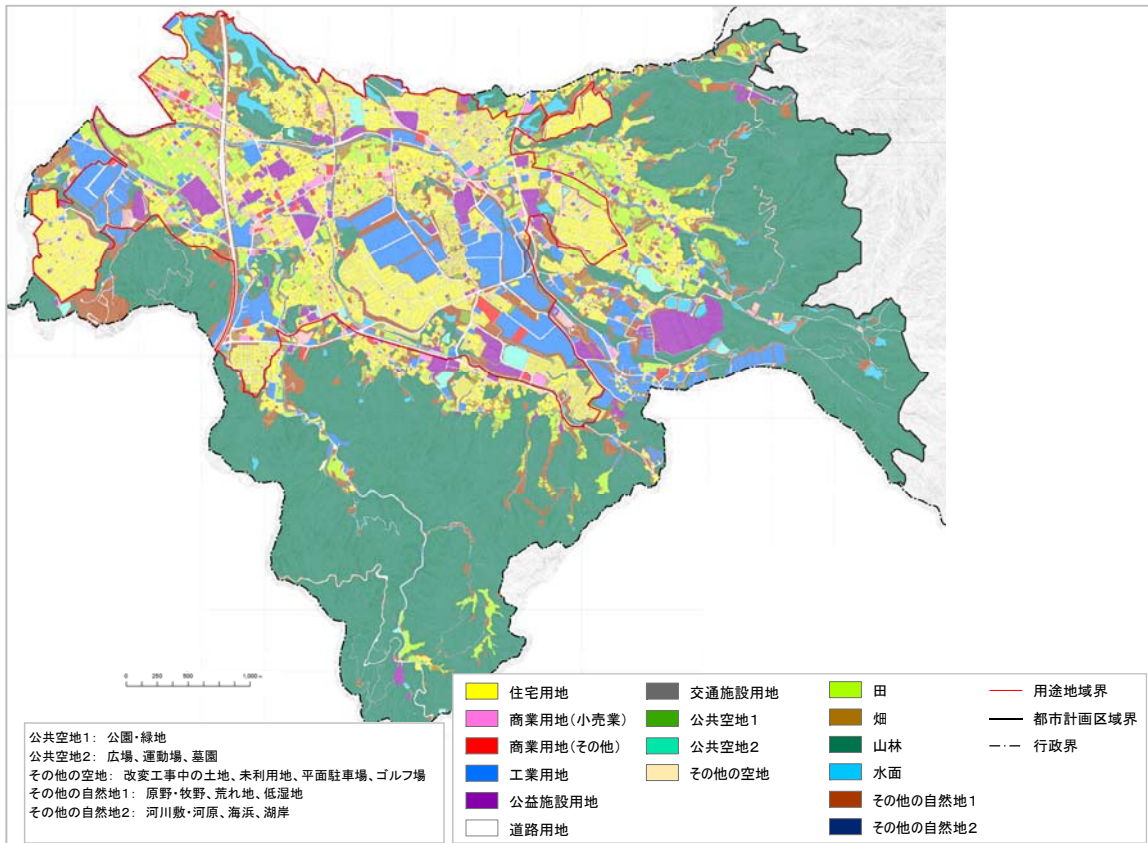 0 250 500 1,000 m
公共空地1: 公園・緑地
公共空地2: 広場、運動場、墓園
その他の空地: 改変工事中の土地、未利用地、平面駐車場、ゴルフ場
その他の自然地1: 原野・牧野、荒れ地、低湿地
その他の自然地2: 河川敷・河原、海浜、湖岸
住宅用地
商業用地(小売業)
商業用地(その他)
工業用地
公益施設用地
道路用地
交通施設用地
公共空地1
公共空地2
その他の空地
田
畑
山林
水面
その他の自然地1
その他の自然地2
用途地域界
都市計画区域界
行政界